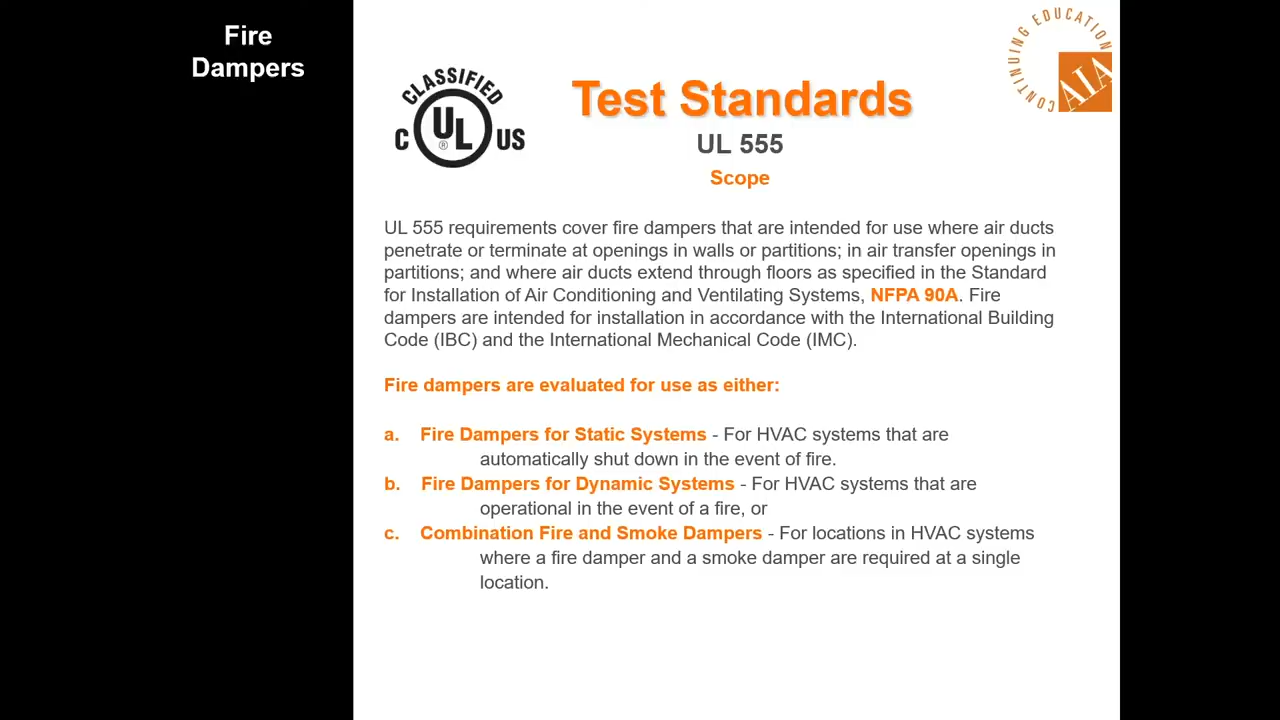 Fire
Dampers
CONTINUING EDUCATION
AIA
CLASSIFIED
C UL US
®
Test Standards
UL 555
Scope
UL 555 requirements cover fire dampers that are intended for use where air ducts
penetrate or terminate at openings in walls or partitions; in air transfer openings in
partitions; and where air ducts extend through floors as specified in the Standard
for Installation of Air Conditioning and Ventilating Systems, NFPA 90A. Fire
dampers are intended for installation in accordance with the International Building
Code (IBC) and the International Mechanical Code (IMC).
Fire dampers are evaluated for use as either:
a. Fire Dampers for Static Systems - For HVAC systems that are
automatically shut down in the event of fire.
b. Fire Dampers for Dynamic Systems - For HVAC systems that are
operational in the event of a fire, or
c. Combination Fire and Smoke Dampers - For locations in HVAC systems
where a fire damper and a smoke damper are required at a single
location.